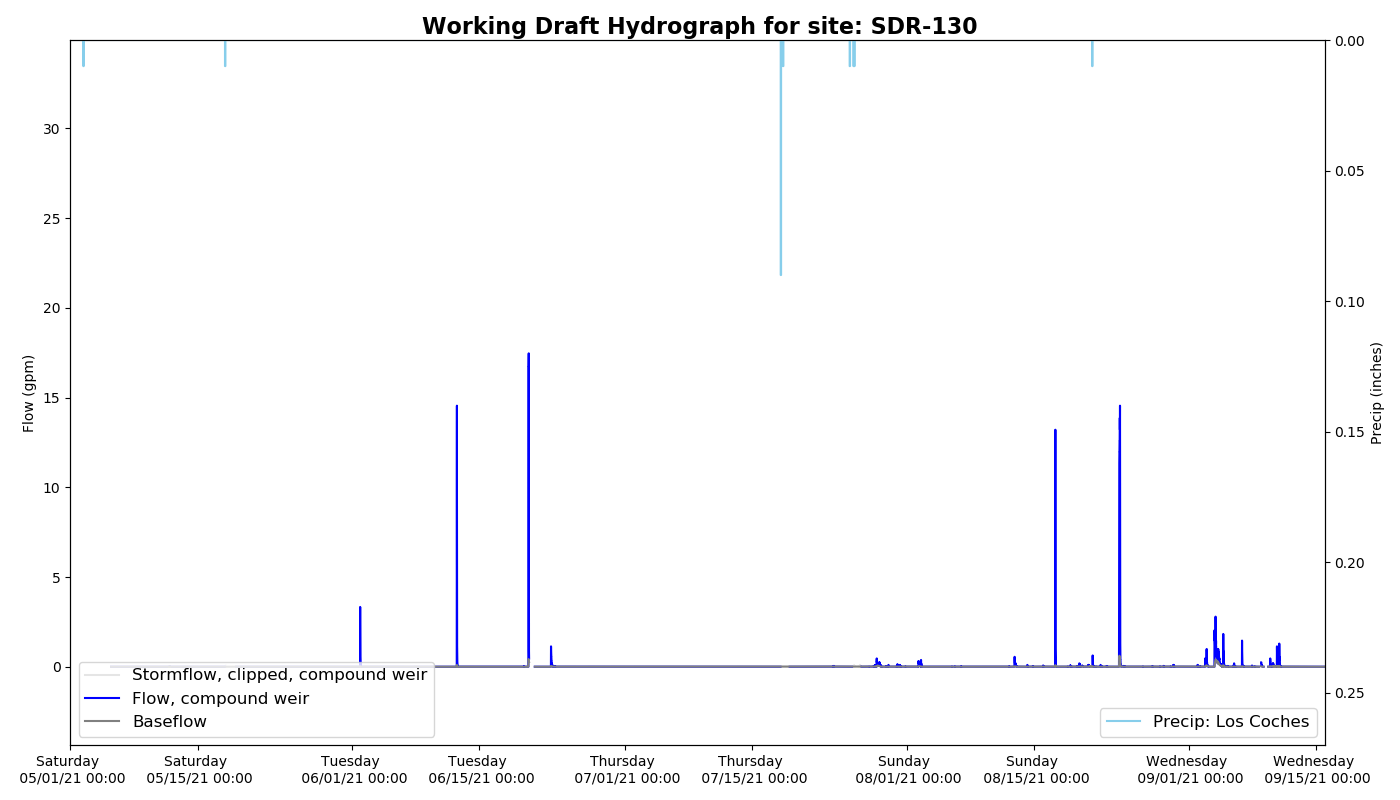 Working Draft Hydrograph for site: SDR-130
Flow (gpm)
30
25
20
15
10
5
0
0.00
0.05
0.10
0.15
0.20
0.25
Precip (inches)
Stormflow, clipped, compound weir
Flow, compound weir
Baseflow
Precip: Los Coches
Saturday
05/01/21 00:00
Saturday
05/15/21 00:00
Tuesday
06/01/21 00:00
Tuesday
06/15/21 00:00
Thursday
07/01/21 00:00
Thursday
07/15/21 00:00
Sunday
08/01/21 00:00
Sunday
08/15/21 00:00
Wednesday
09/01/21 00:00
Wednesday
09/15/21 00:00